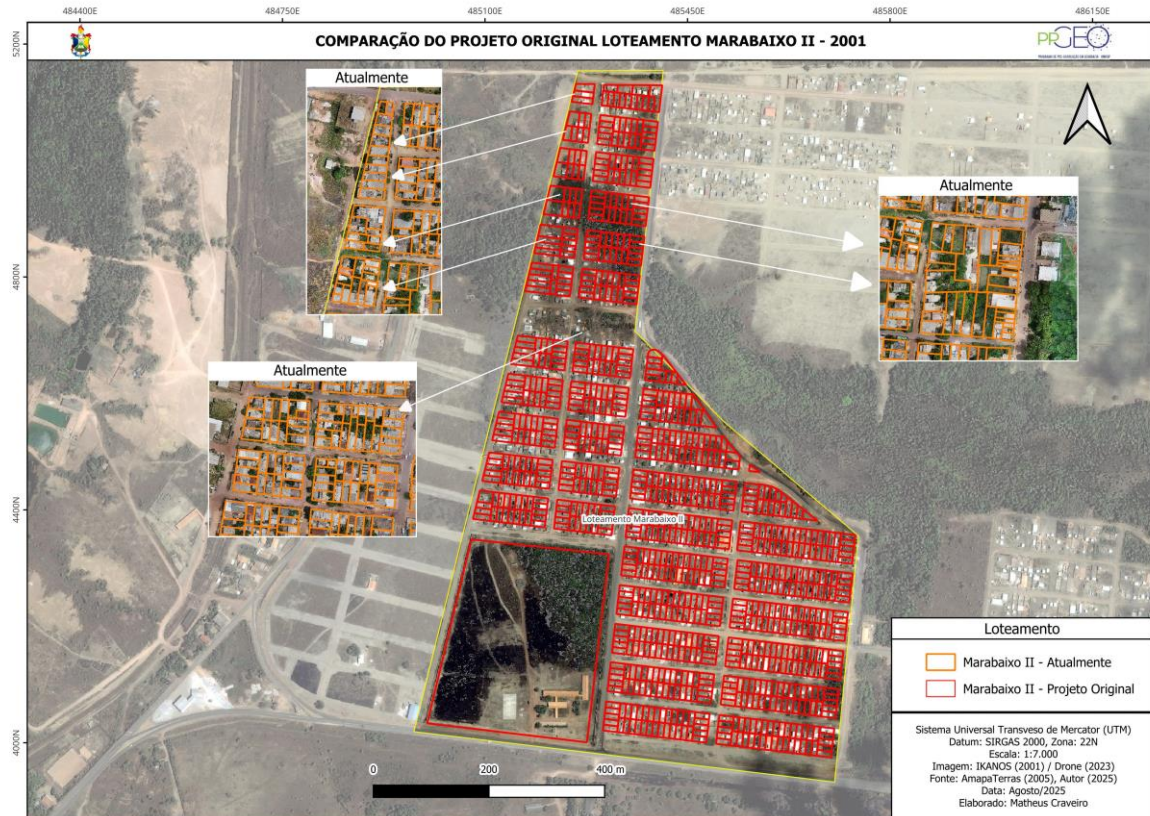 484400E 484750E 485100E 485450E 485800E 486150E
COMPARAÇÃO DO PROJETO ORIGINAL LOTEAMENTO MARABAIXO II - 2001
PPGEO
5200N
4800N
4400N
4000N
Atualmente
Atualmente
Atualmente
Loteamento Marabaixo II
0 200 400 m
Loteamento
Marabaixo II - Atualmente
Marabaixo II - Projeto Original
Sistema Universal Transveso de Mercator (UTM)
Datum: SIRGAS 2000, Zona: 22N
Escala: 1:7.000
Imagem: IKANOS (2001) / Drone (2023)
Fonte: AmapaTerras (2005), Autor (2025)
Data: Agosto/2025
Elaborado: Matheus Craveiro